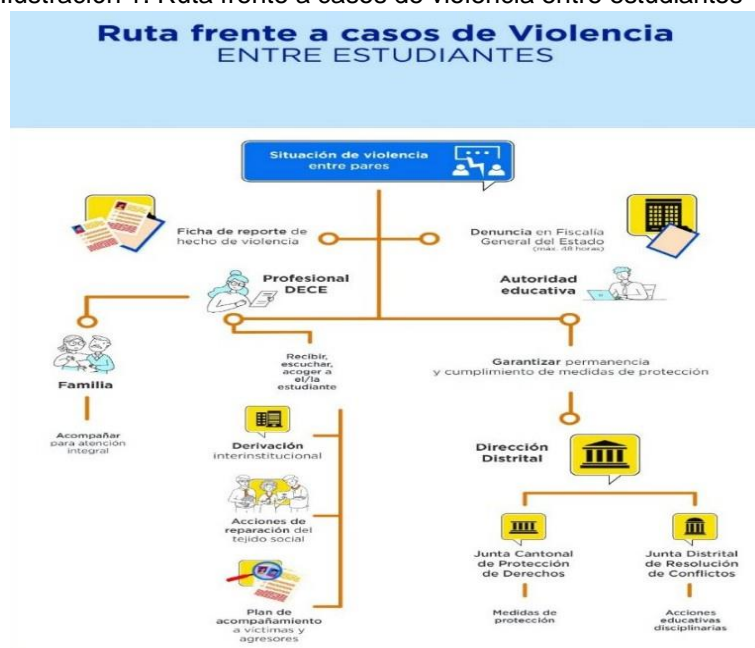 Ilustración 1. Ruta frente a casos de violencia entre estudiantes
Ruta frente a casos de Violencia
ENTRE ESTUDIANTES
Situación de violencia
entre pares
Ficha de reporte de
hecho de violencia
Denuncia en Fiscalía
General del Estado
(máx. 48 horas)
Profesional
DECE
Autoridad
educativa
Familia
Acompañar
para atención
integral
Recibir,
escuchar,
acoger a
el/la
estudiante
Garantizar permanencia
y cumplimiento de medidas de protección
Derivación
interinstitucional
Acciones de
reparación del
tejido social
Plan de
acompañamiento
a víctimas y
agresores
Dirección
Distrital
Junta Cantonal
de Protección
de Derechos
Medidas de
protección
Junta Distrital
de Resolución
de Conflictos
Acciones
educativas
disciplinarias